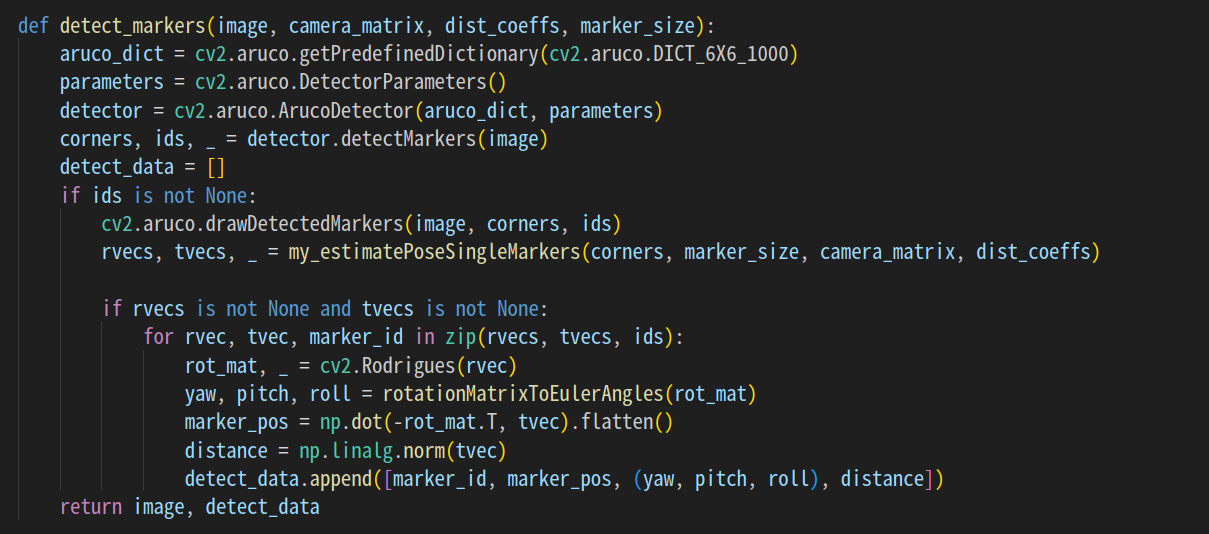 def detect_markers(image, camera_matrix, dist_coeffs, marker_size):
    aruco_dict = cv2.aruco.getPredefinedDictionary(cv2.aruco.DICT_6X6_1000)
    parameters = cv2.aruco.DetectorParameters()
    detector = cv2.aruco.ArucoDetector(aruco_dict, parameters)
    corners, ids, _ = detector.detectMarkers(image)
    detect_data = []
    if ids is not None:
        cv2.aruco.drawDetectedMarkers(image, corners, ids)
        rvecs, tvecs, _ = my_estimatePoseSingleMarkers(corners, marker_size, camera_matrix, dist_coeffs)

        if rvecs is not None and tvecs is not None:
            for rvec, tvec, marker_id in zip(rvecs, tvecs, ids):
                rot_mat, _ = cv2.Rodrigues(rvec)
                yaw, pitch, roll = rotationMatrixToEulerAngles(rot_mat)
                marker_pos = np.dot(-rot_mat.T, tvec).flatten()
                distance = np.linalg.norm(tvec)
                detect_data.append([marker_id, marker_pos, (yaw, pitch, roll), distance])
    return image, detect_data